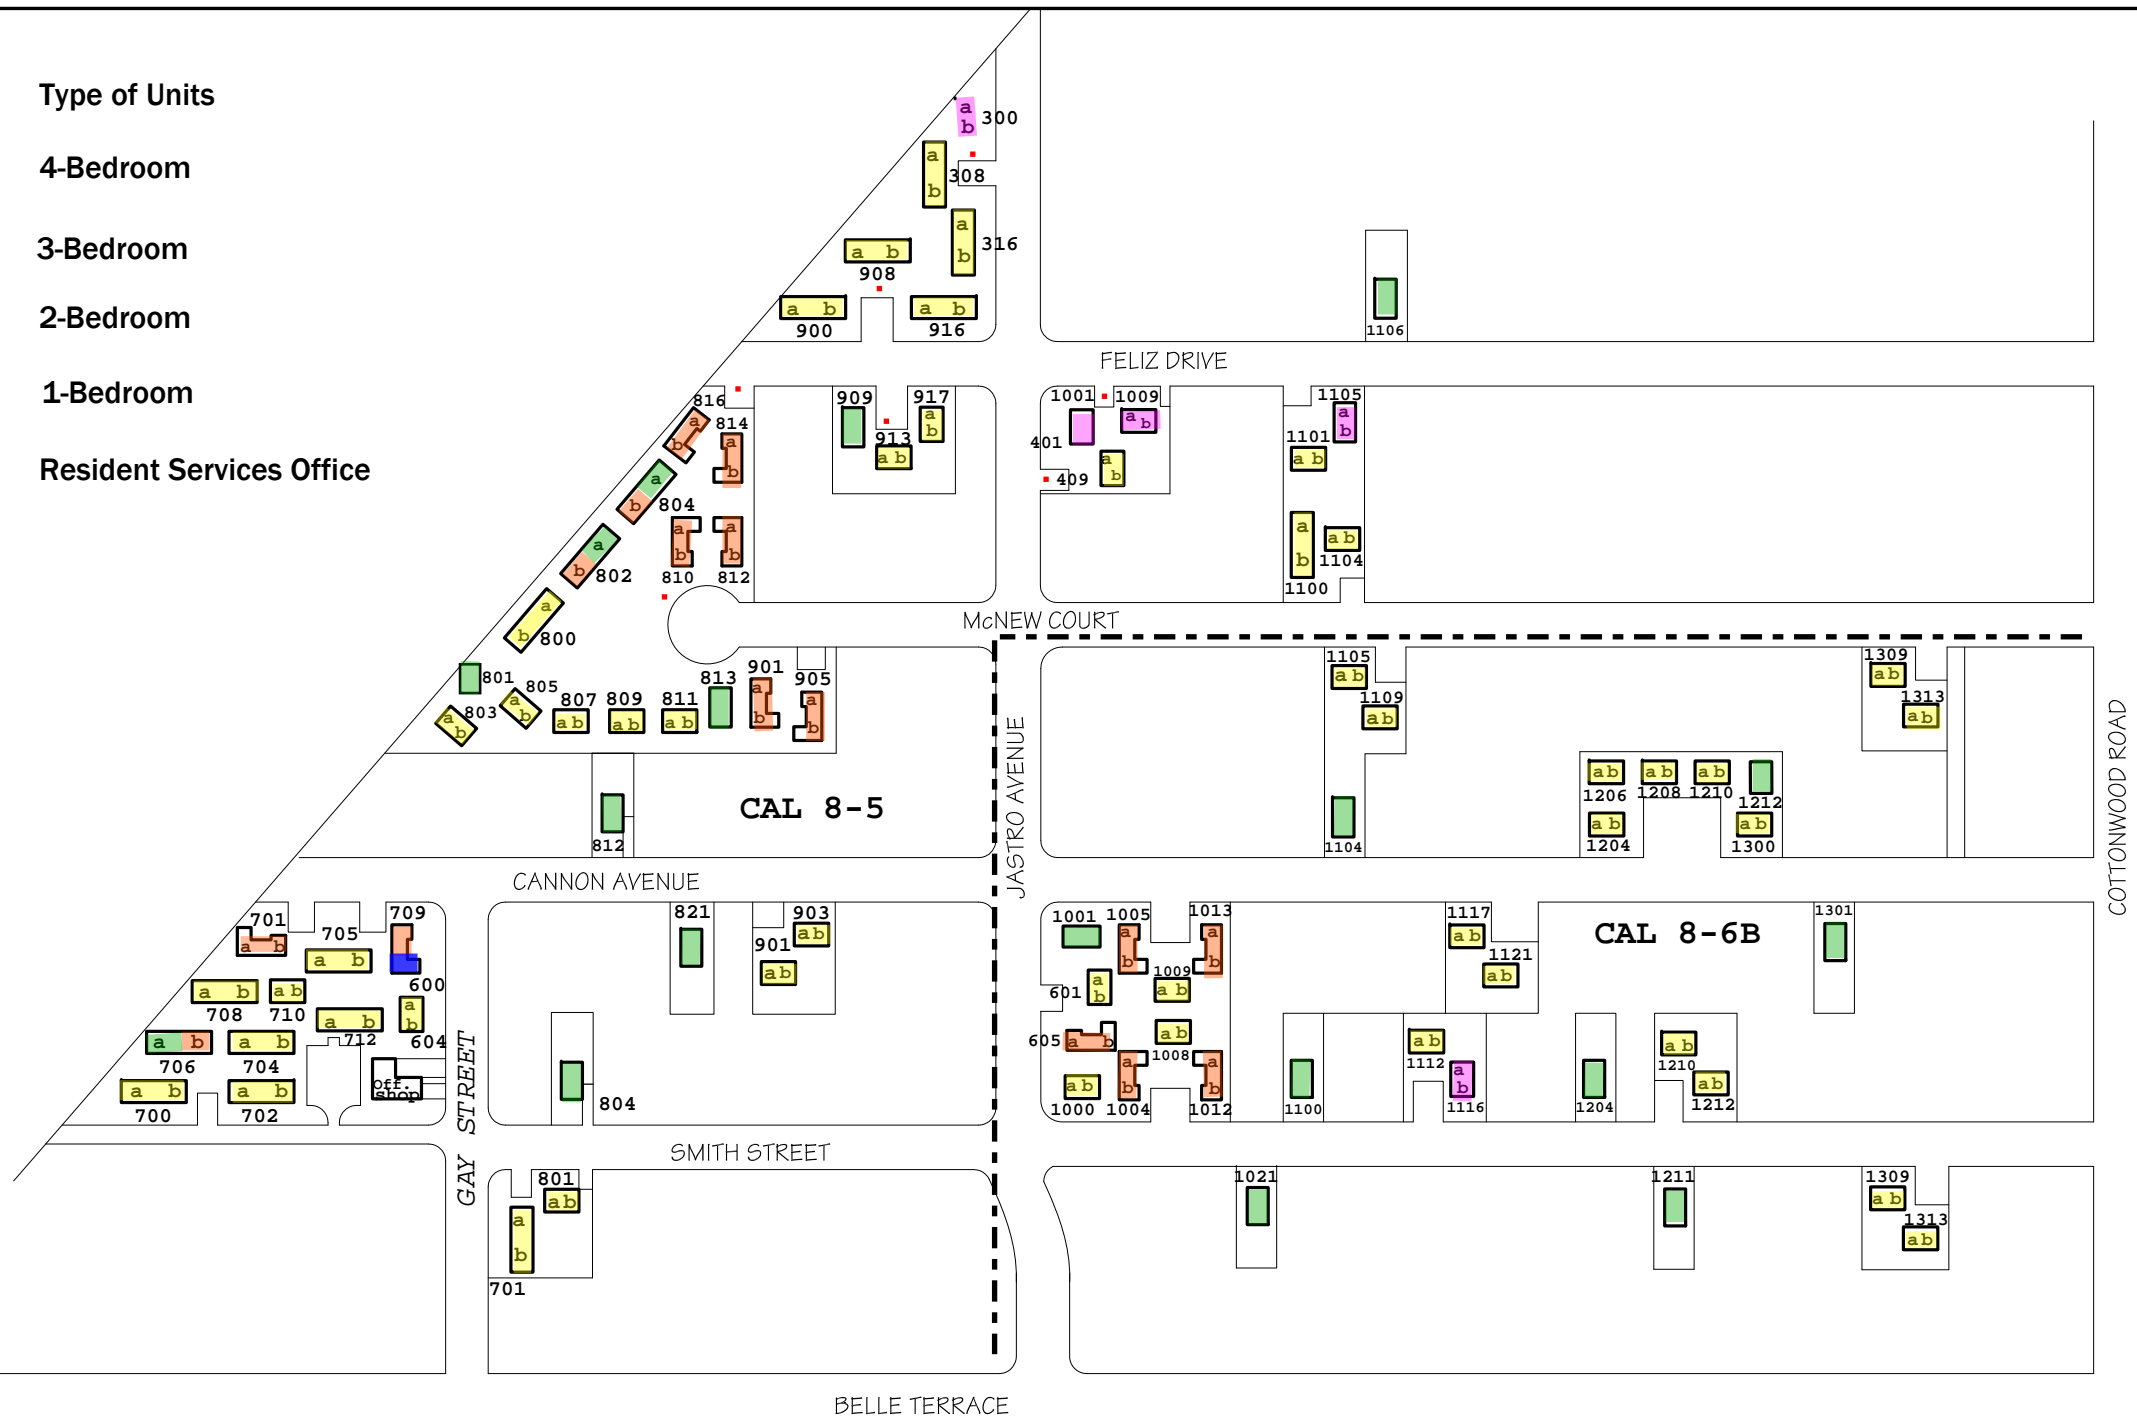 Type of Units
4-Bedroom
3-Bedroom
2-Bedroom
1-Bedroom
Resident Services Office
a
b
300
a
b
308
a
b
316
a b
908
a b
900
a b
916
1106
FELIZ DRIVE
816
a
b
814
a
b
a
b
804
a
b
802
a
b
810
a
b
812
a
b
800
909
917
a
b
913
a b
1001
1009
a b
401
a
b
409
1105
a
b
1101
a b
a
b
1100
a b
1104
McNEW COURT
801
805
a
b
803
a
b
807
a b
809
a b
811
a b
813
901
a
b
905
a
b
812
CAL 8-5
JASTRO AVENUE
1105
a b
1109
a b
1104
1309
a b
1313
a b
a b
1206
a b
1208
a b
1210
1212
a b
1204
a b
1300
COTTONWOOD ROAD
CANNON AVENUE
701
a b
705
a b
709
a b
708
a b
710
600
a
b
604
a b
712
a b
706
a b
704
a b
700
a b
702
Off.
shop
GAY STREET
821
903
a b
901
a b
804
1001
1005
a
b
1013
a
b
1009
a b
601
a
b
605
a b
a b
1008
a b
1000
a
b
1004
a
b
1012
1117
a b
1121
a b
CAL 8-6B
1301
1100
a b
1112
a
b
1116
1204
a b
1210
a b
1212
SMITH STREET
801
a b
a
b
701
1021
1211
1309
a b
1313
a b
BELLE TERRACE